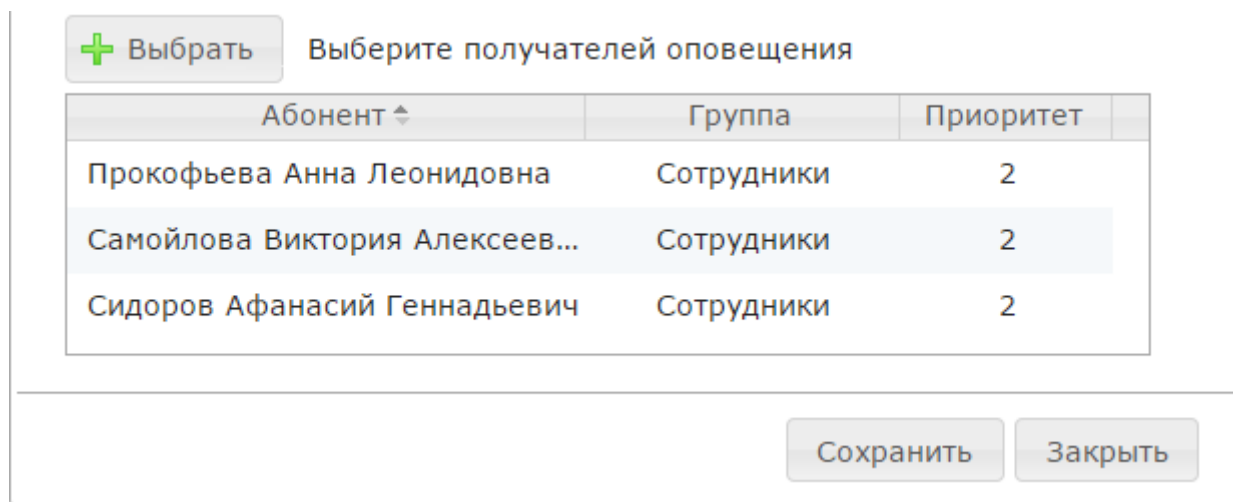 Выбрать Выберите получателей оповещения
Абонент Группа Приоритет
Прокофьева Анна Леонидовна Сотрудники 2
Самойлова Виктория Алексеев... Сотрудники 2
Сидоров Афанасий Геннадьевич Сотрудники 2
Сохранить Закрыть